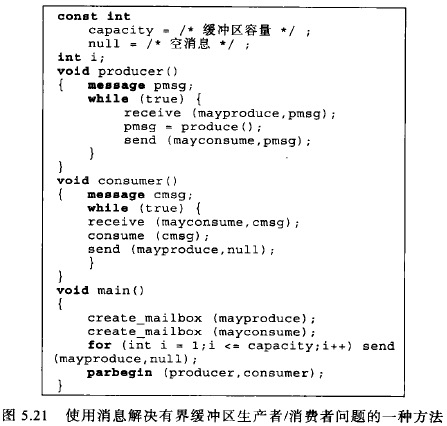 const int
capacity = /* 缓冲区容量 */ ;
null = /* 空消息 */ ;
int i;
void producer()
{ message pmsg;
while (true) {
receive (mayproduce,pmsg);
pmsg = produce();
send (mayconsume,pmsg);
}
}
void consumer()
{ message cmsg;
while (true) {
receive (mayconsume,cmsg);
consume (cmsg);
send (mayproduce,null);
}
}
void main()
{
create_mailbox (mayproduce);
create_mailbox (mayconsume);
for (int i = 1;i <= capacity;i++) send
(mayproduce,null);
parbegin (producer,consumer);
}
图 5.21 使用消息解决有界缓冲区生产者/消费者问题的一种方法